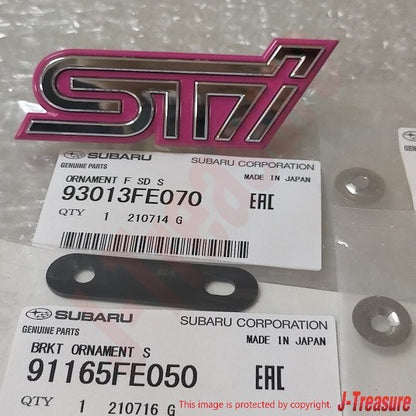 STi
SUBARU SUBARU CORPORATION
GENUINE PARTS MADE IN JAPAN
ORNAMENT F SD S
93013FE070 EAC
QTY 1 210714 G
SUBARU SUBARU CORPORATION
GENUINE PARTS MADE IN JAPAN
BRKT ORNAMENT S
91165FE050 EAC
QTY 1 210716 G
This image is protected by copyright
J-Treasure